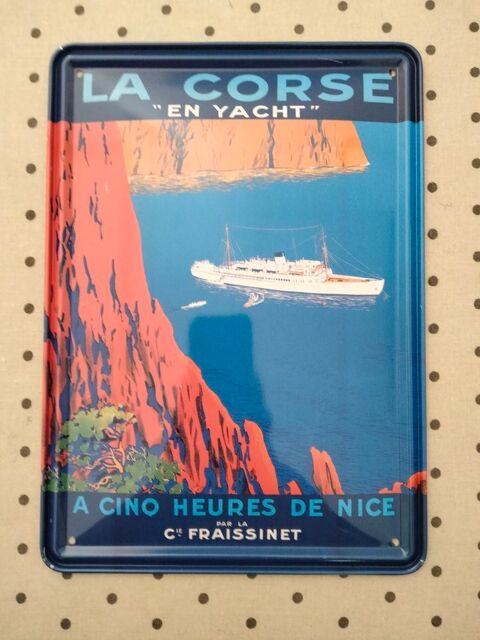 LA CORSE
"EN YACHT"
A CINQ HEURES DE NICE
PAR LA
CIE FRAISSINET